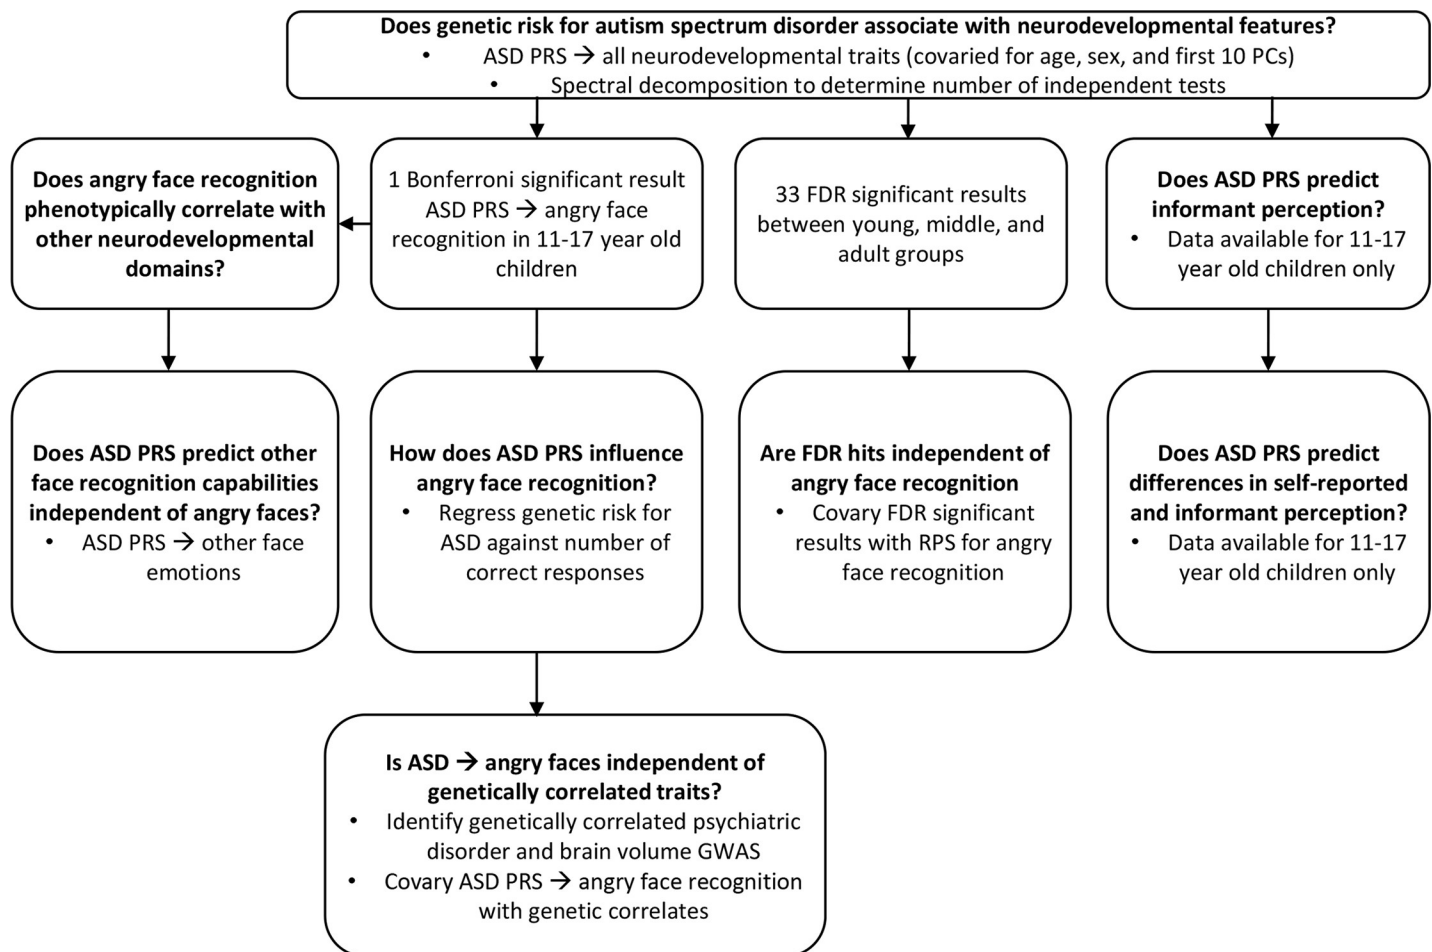 Does genetic risk for autism spectrum disorder associate with neurodevelopmental features?
• ASD PRS → all neurodevelopmental traits (covaried for age, sex, and first 10 PCs)
• Spectral decomposition to determine number of independent tests
Does angry face recognition
phenotypically correlate with
other neurodevelopmental
domains?
1 Bonferroni significant result
ASD PRS → angry face
recognition in 11-17 year old
children
33 FDR significant results
between young, middle, and
adult groups
Does ASD PRS predict
informant perception?
• Data available for 11-17
year old children only
Does ASD PRS predict other
face recognition capabilities
independent of angry faces?
• ASD PRS → other face
emotions
How does ASD PRS influence
angry face recognition?
• Regress genetic risk for
ASD against number of
correct responses
Are FDR hits independent of
angry face recognition
• Covary FDR significant
results with RPS for angry
face recognition
Does ASD PRS predict
differences in self-reported
and informant perception?
• Data available for 11-17
year old children only
Is ASD → angry faces independent of
genetically correlated traits?
• Identify genetically correlated psychiatric
disorder and brain volume GWAS
• Covary ASD PRS → angry face recognition
with genetic correlates